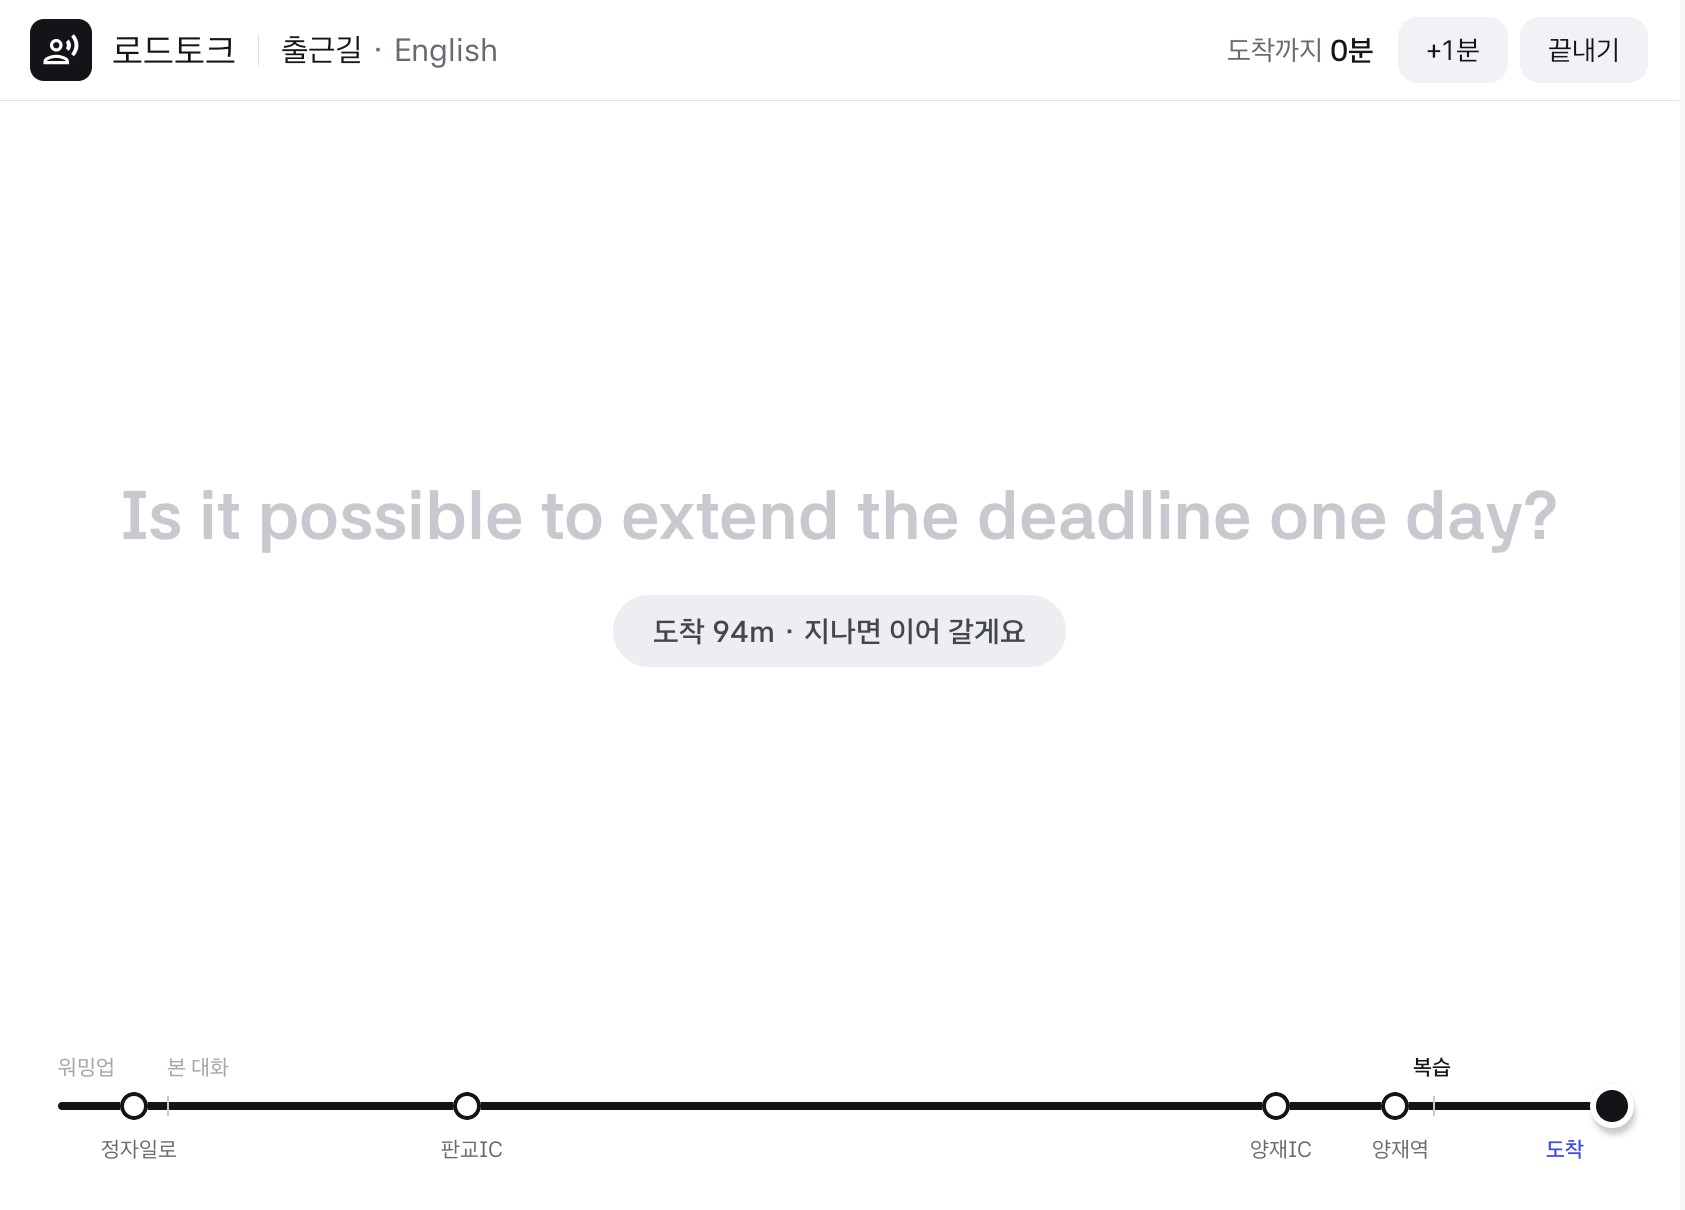 로드토크 출근길 · English 도착까지 0분 +1분 끝내기
Is it possible to extend the deadline one day?
도착 94m · 지나면 이어 갈게요
워밍업 본 대화 복습
정자일로 판교IC 양재IC 양재역 도착